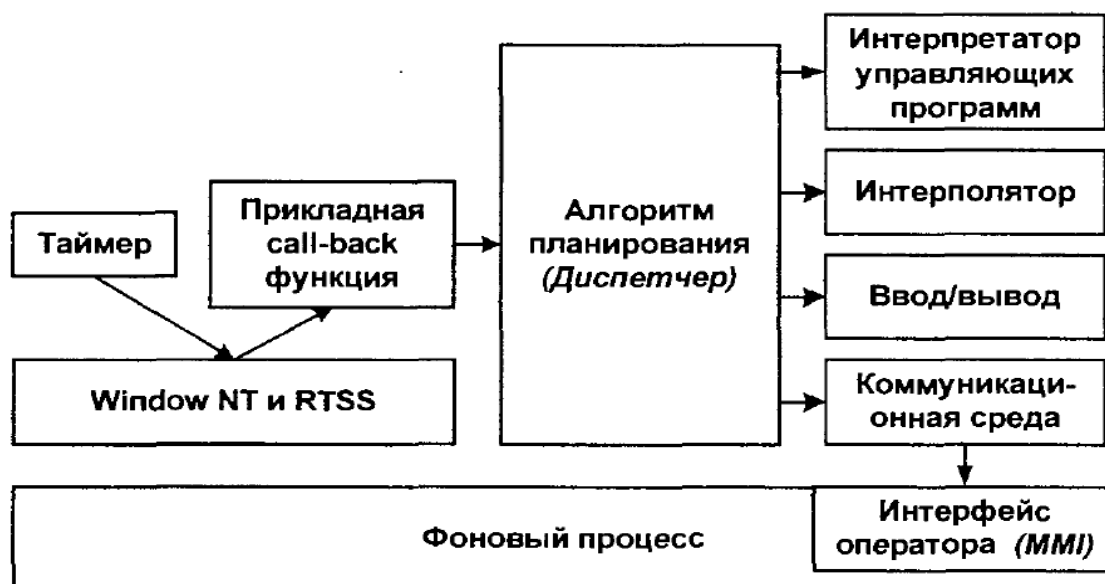 Интерпретатор
управляющих
программ
Интерполятор
Прикладная
call-back
функция
Таймер
Алгоритм
планирования
(Диспетчер)
Ввод/вывод
Window NT и RTSS
Коммуникаци-
онная среда
Фоновый процесс
Интерфейс
оператора (MMI)